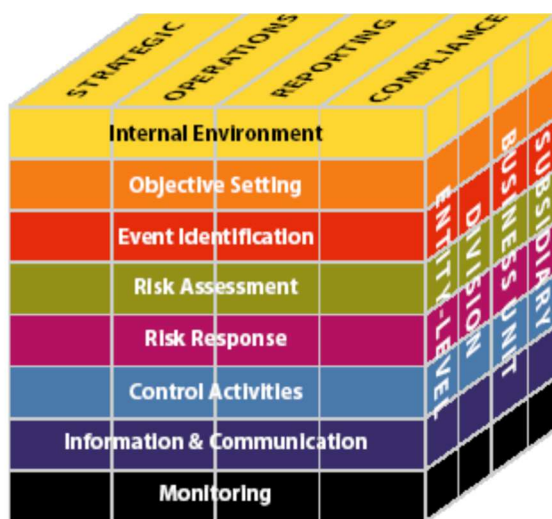 STRATEGIC
OPERATIONS
REPORTING
COMPLIANCE
Internal Environment
Objective Setting
Event Identification
Risk Assessment
Risk Response
Control Activities
Information & Communication
Monitoring
ENTITY-LEVEL
DIVISION
BUSINESS UNIT
SUBSIDIARY